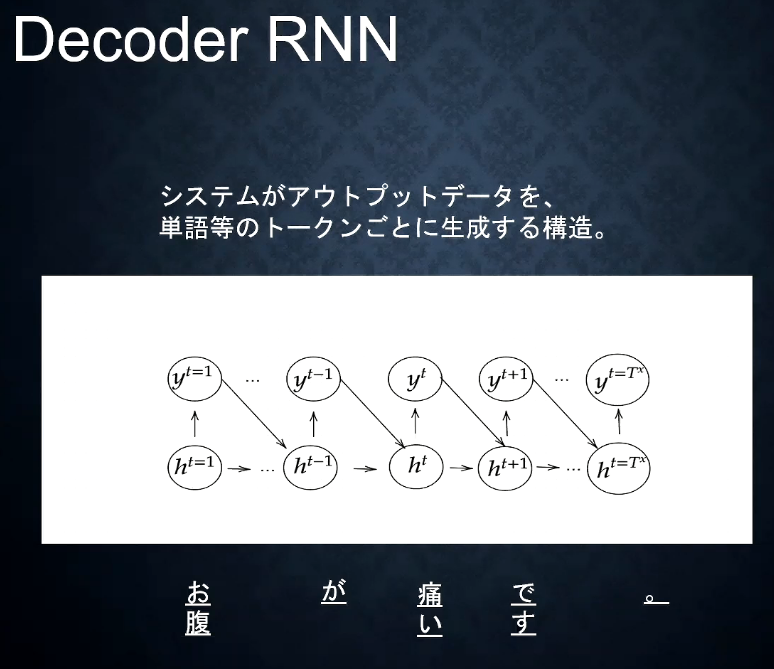 Decoder RNN
システムがアウトプットデータを、
単語等のトークンごとに生成する構造。
y^{t=1} ... y^{t-1} y^{t} y^{t+1} ... y^{t=T^x}
h^{t=1} ... h^{t-1} h^{t} h^{t+1} ... h^{t=T^x}
お腹 が 痛い です 。